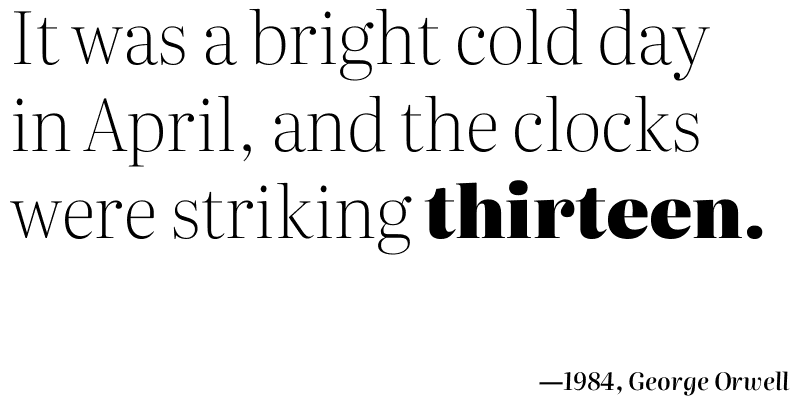 It was a bright cold day
in April, and the clocks
were striking thirteen.
—1984, George Orwell